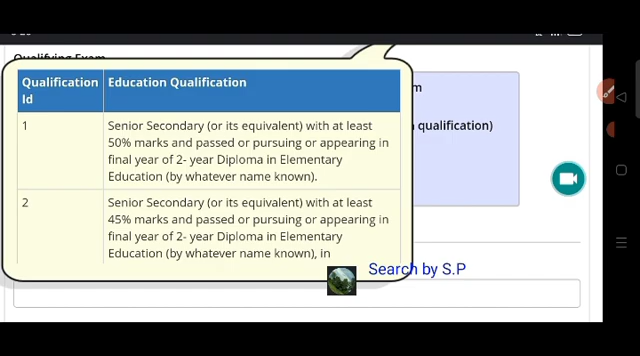 Qualifying Exam
Qualification Id
Education Qualification
m
1
Senior Secondary (or its equivalent) with at least
50% marks and passed or pursuing or appearing in
final year of 2- year Diploma in Elementary
Education (by whatever name known).
qualification)
2
Senior Secondary (or its equivalent) with at least
45% marks and passed or pursuing or appearing in
final year of 2- year Diploma in Elementary
Education (by whatever name known), in
Search by S.P